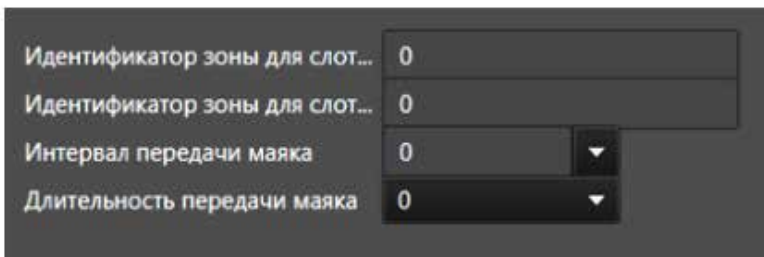 Идентификатор зоны для слот... 0
Идентификатор зоны для слот... 0
Интервал передачи маяка 0
Длительность передачи маяка 0